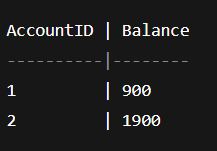 AccountID | Balance
----------|--------
1         | 900
2         | 1900